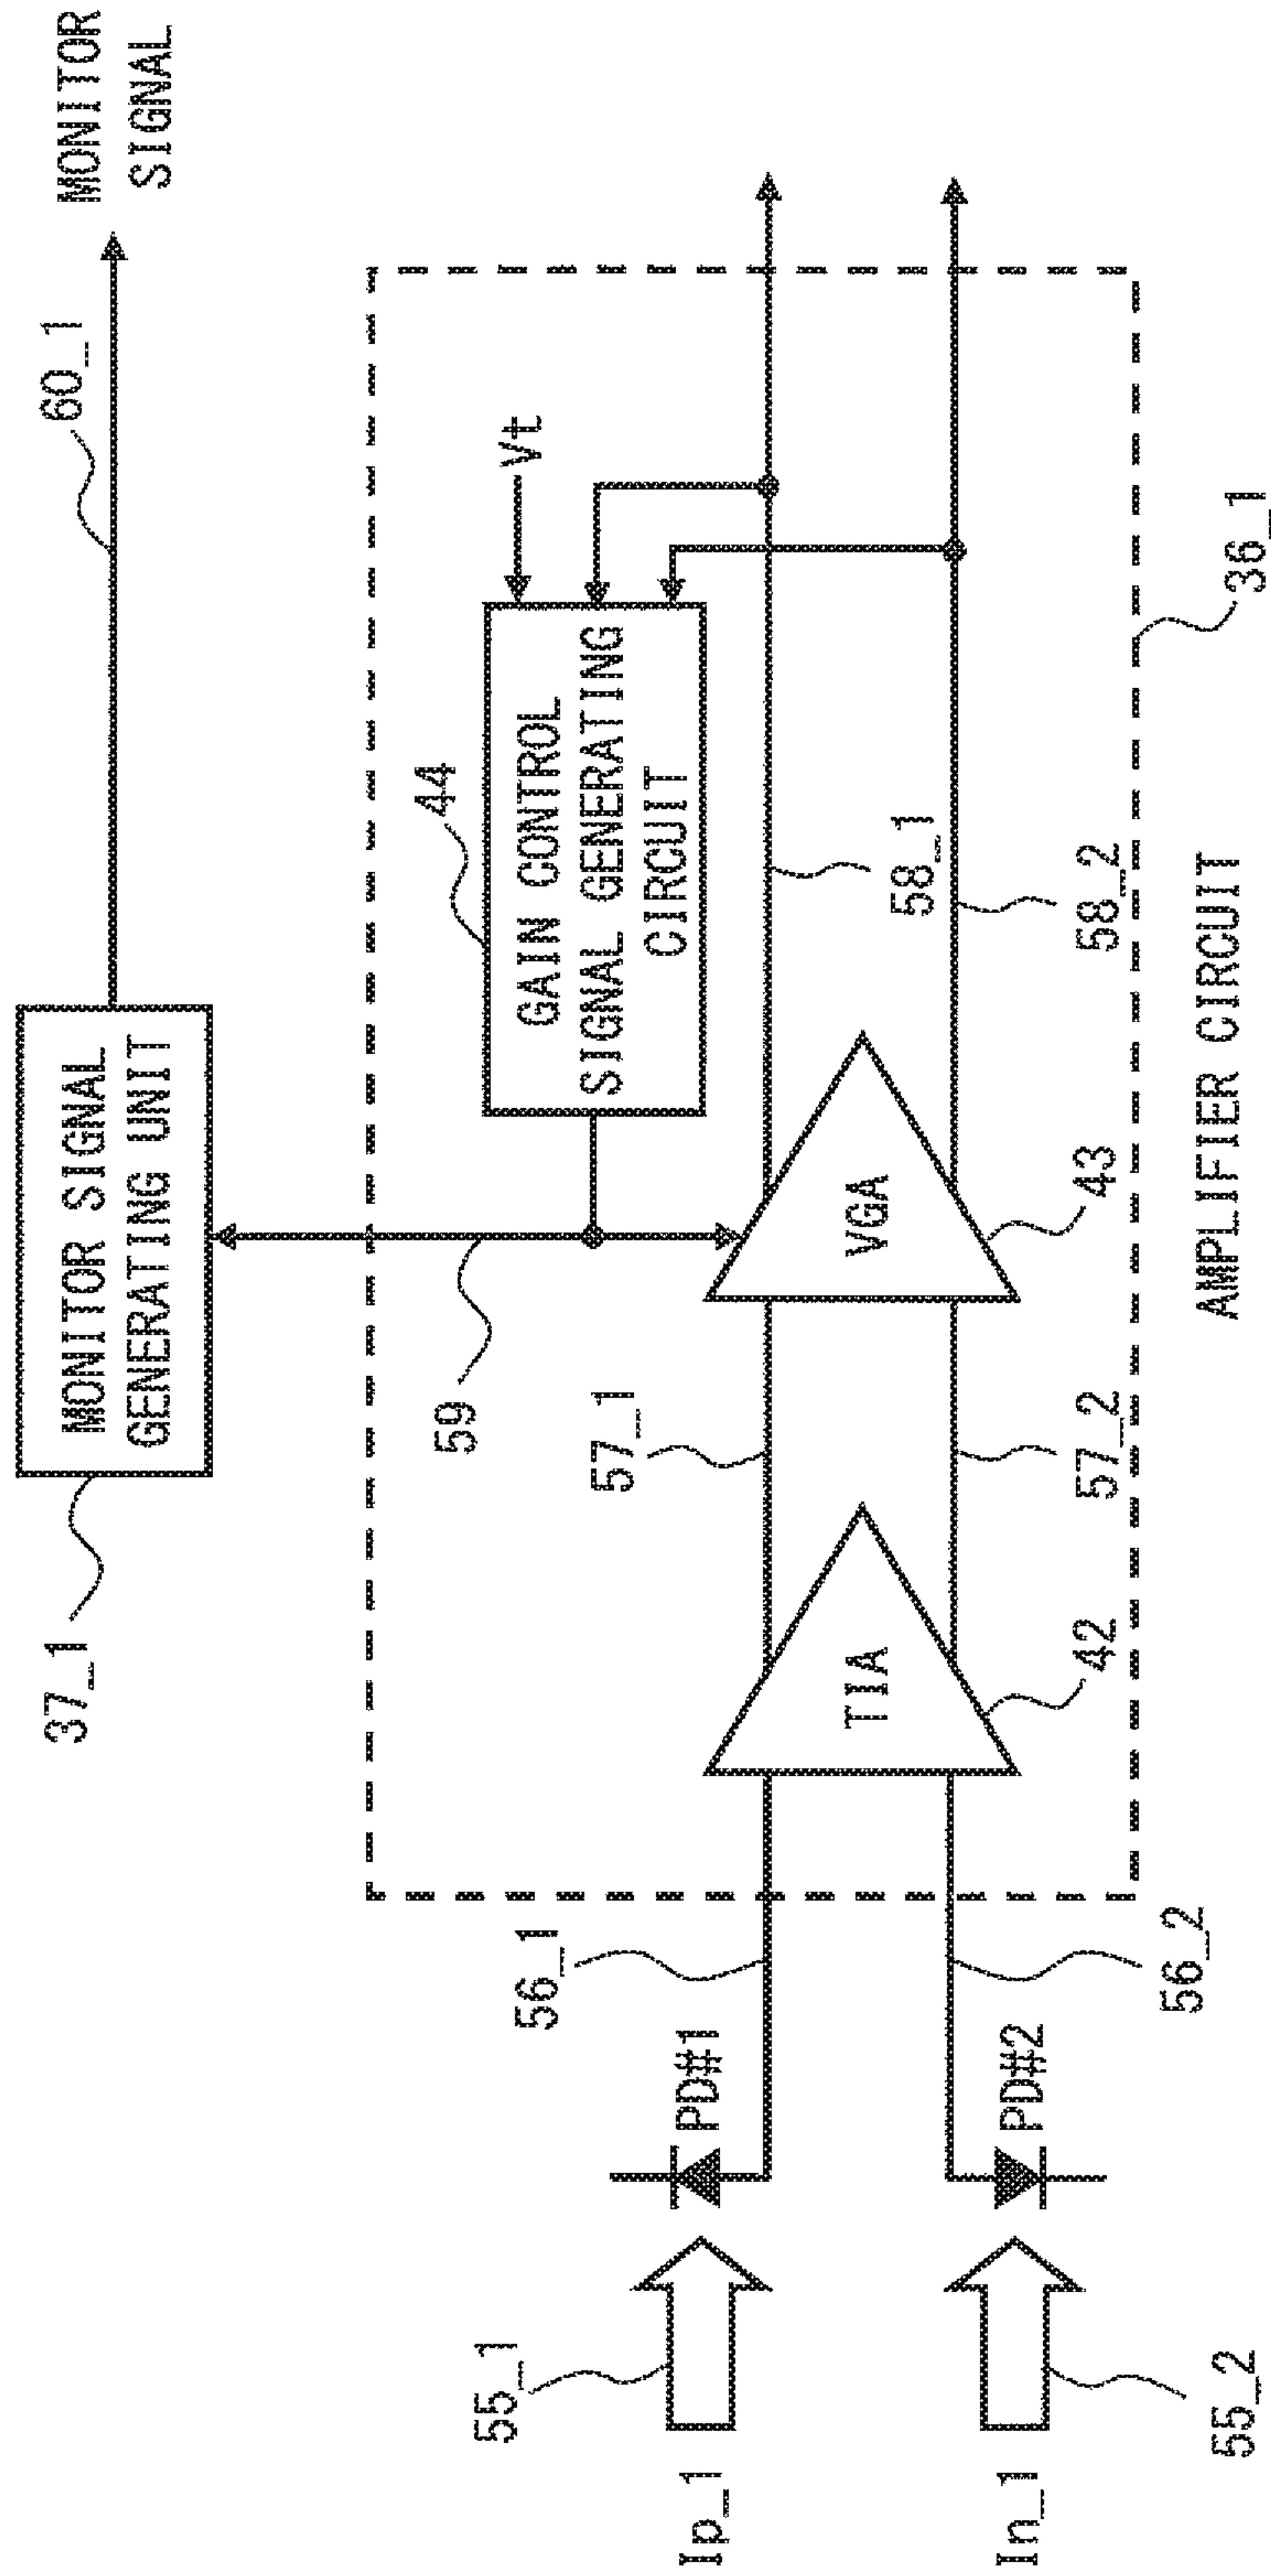 MONITOR
SIGNAL
60_1
MONITOR SIGNAL
GENERATING UNIT
37_1
59
44
GAIN CONTROL
SIGNAL GENERATING
CIRCUIT
Vt
Ip_1
55_1
PD#1
56_1
57_1
58_1
TIA
VGA
42
43
In_1
55_2
PD#2
56_2
57_2
58_2
36_1
AMPLIFIER CIRCUIT